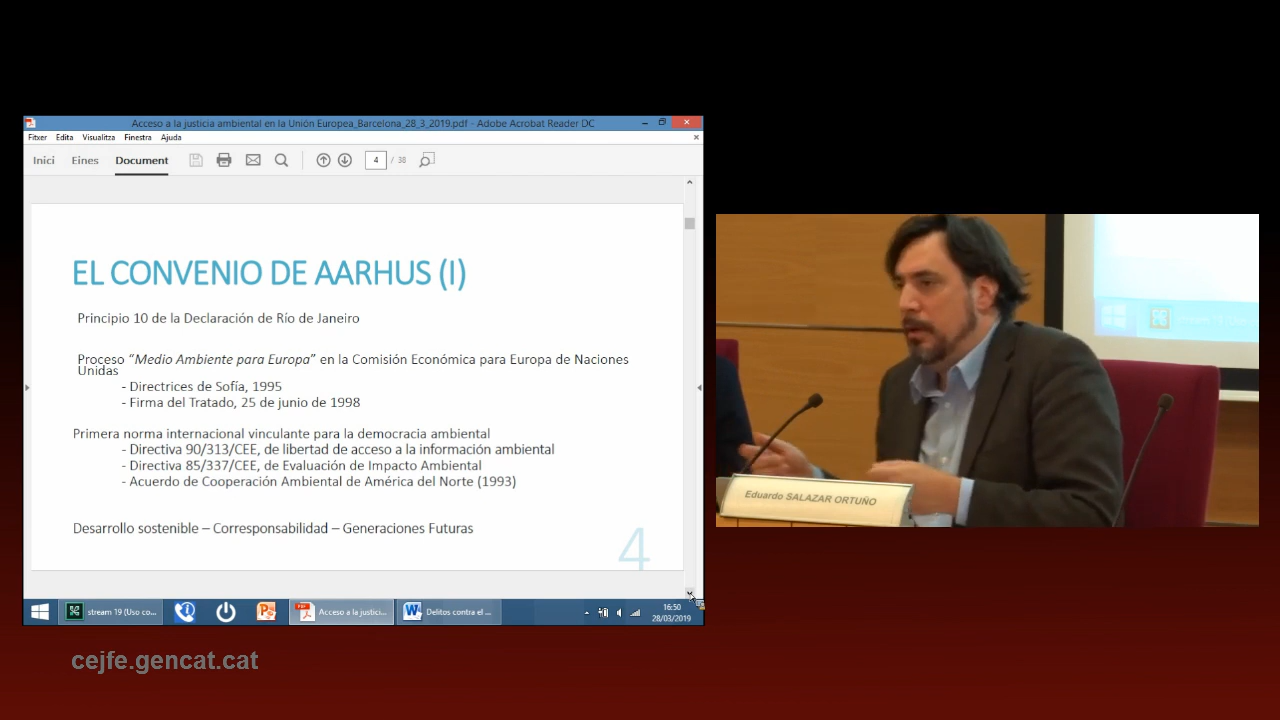 Acceso a la justicia ambiental en la Unión Europea_Barcelona_28_3_2019.pdf - Adobe Acrobat Reader DC
Fitxer Edita Visualitza Finestra Ajuda
Inici Eines Document 4 / 38
EL CONVENIO DE AARHUS (I)
Principio 10 de la Declaración de Río de Janeiro
Proceso “Medio Ambiente para Europa” en la Comisión Económica para Europa de Naciones
Unidas
- Directrices de Sofía, 1995
- Firma del Tratado, 25 de junio de 1998
Primera norma internacional vinculante para la democracia ambiental
- Directiva 90/313/CEE, de libertad de acceso a la información ambiental
- Directiva 85/337/CEE, de Evaluación de Impacto Ambiental
- Acuerdo de Cooperación Ambiental de América del Norte (1993)
Desarrollo sostenible – Corresponsabilidad – Generaciones Futuras
4
stream 19 (Uso co... Acceso a la justíci... Delitos contra el ...
16:50
28/03/2019
Eduardo SALAZAR ORTUÑO
cejfe.gencat.cat